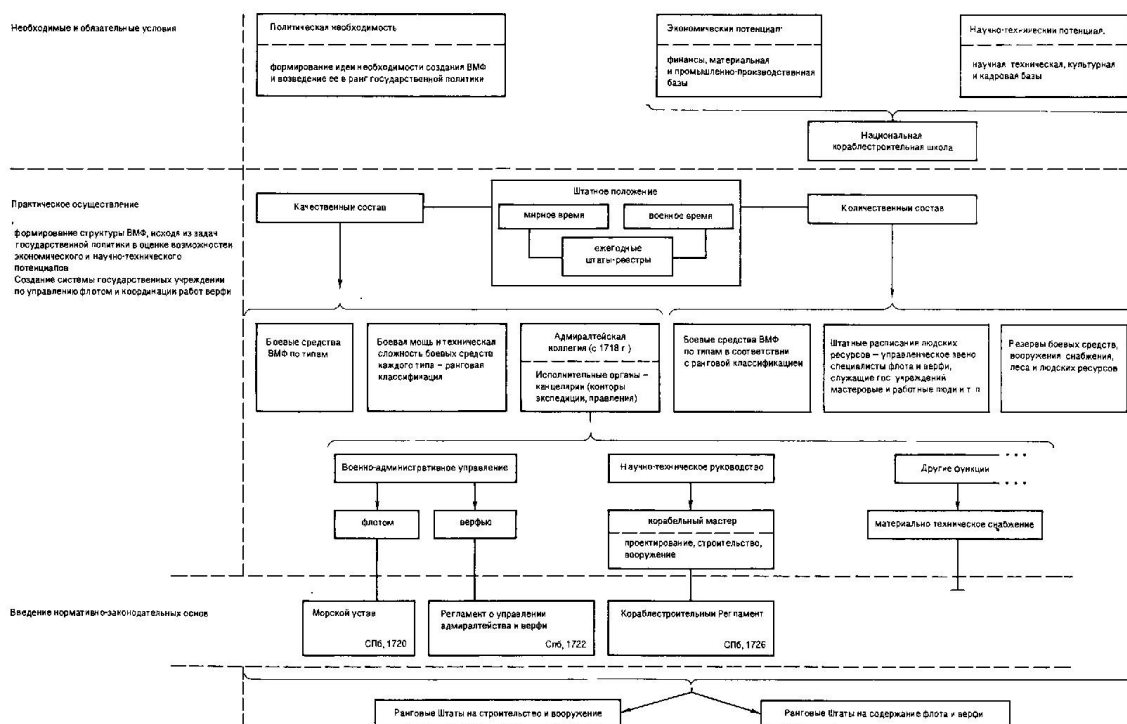 Необходимые и обязательные условия
Политическая необходимость
формирование идеи необходимости создания ВМФ
и возведение ее в ранг государственной политики
Экономический потенциал
финансы, материальная
и промышленно-производственная
базы
Научно-технический потенциал.
научная техническая, культурная
и кадровая базы
Национальная
кораблестроительная школа
Практическое осуществление
формирование структуры ВМФ, исходя из задач
государственной политики в оценке возможностей
экономического и научно-технического
потенциалов
Создание системы государственных учреждении
по управлению флотом и координации работ верфи
Качественный состав
Штатное положение
мирное время
военное время
ежегодные
штаты-реестры
Количественный состав
Боевые средства
ВМФ по типам
Боевая мощь и техническая
сложность боевых средств
каждого типа – ранговая
классификация
Адмиралтейская
коллегия (с 1718 г.)
Исполнительные органы –
канцелярии (конторы
экспедиции, правления)
Боевые средства ВМФ
по типам в соответствии
с ранговой классификацией
Штатные расписания людских
ресурсов – управленческое звено
специалисты флота и верфи,
служащие гос. учреждений
мастеровые и работные люди и т п
Резервы боевых средств,
вооружения снабжения,
леса и людских ресурсов
Военно-административное управление
Научно-техническое руководство
Другие функции
флотом
верфью
корабельный мастер
проектирование, строительство,
вооружение
материально техническое снабжение
Введение нормативно-законодательных основ
Морской устав
СПб, 1720
Регламент о управлении
адмиралтейства и верфи
Спб, 1722
Кораблестроительный Регламент
СПб, 1726
Ранговые Штаты на строительство и вооружение
Ранговые Штаты на содержание флота и верфи